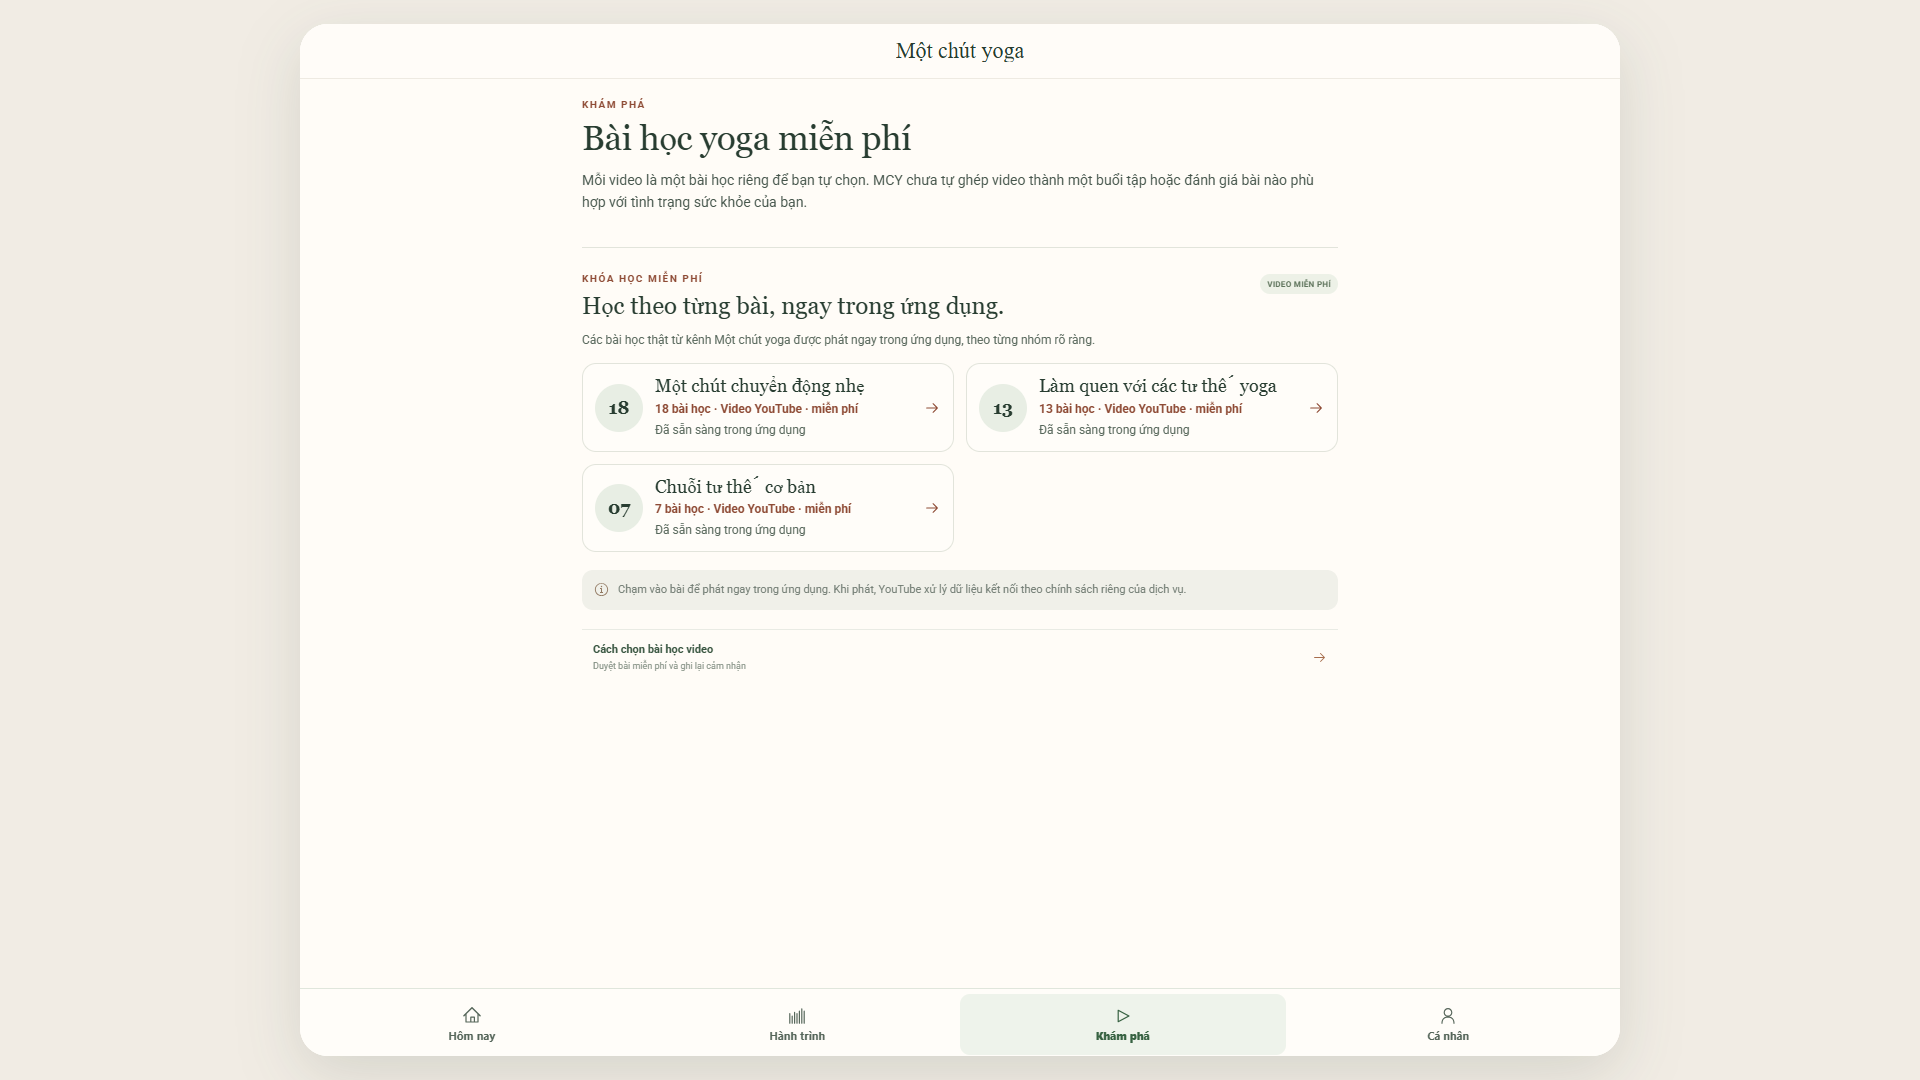 Một chút yoga
KHÁM PHÁ
Bài học yoga miễn phí
Mỗi video là một bài học riêng để bạn tự chọn. MCY chưa tự ghép video thành một buổi tập hoặc đánh giá bài nào phù
hợp với tình trạng sức khỏe của bạn.
KHÓA HỌC MIỄN PHÍ
VIDEO MIỄN PHÍ
Học theo từng bài, ngay trong ứng dụng.
Các bài học thật từ kênh Một chút yoga được phát ngay trong ứng dụng, theo từng nhóm rõ ràng.
18
Một chút chuyển động nhẹ
18 bài học · Video YouTube · miễn phí
Đã sẵn sàng trong ứng dụng
13
Làm quen với các tư thế yoga
13 bài học · Video YouTube · miễn phí
Đã sẵn sàng trong ứng dụng
07
Chuỗi tư thế cơ bản
7 bài học · Video YouTube · miễn phí
Đã sẵn sàng trong ứng dụng
Chạm vào bài để phát ngay trong ứng dụng. Khi phát, YouTube xử lý dữ liệu kết nối theo chính sách riêng của dịch vụ.
Cách chọn bài học video
Duyệt bài miễn phí và ghi lại cảm nhận
Hôm nay
Hành trình
Khám phá
Cá nhân